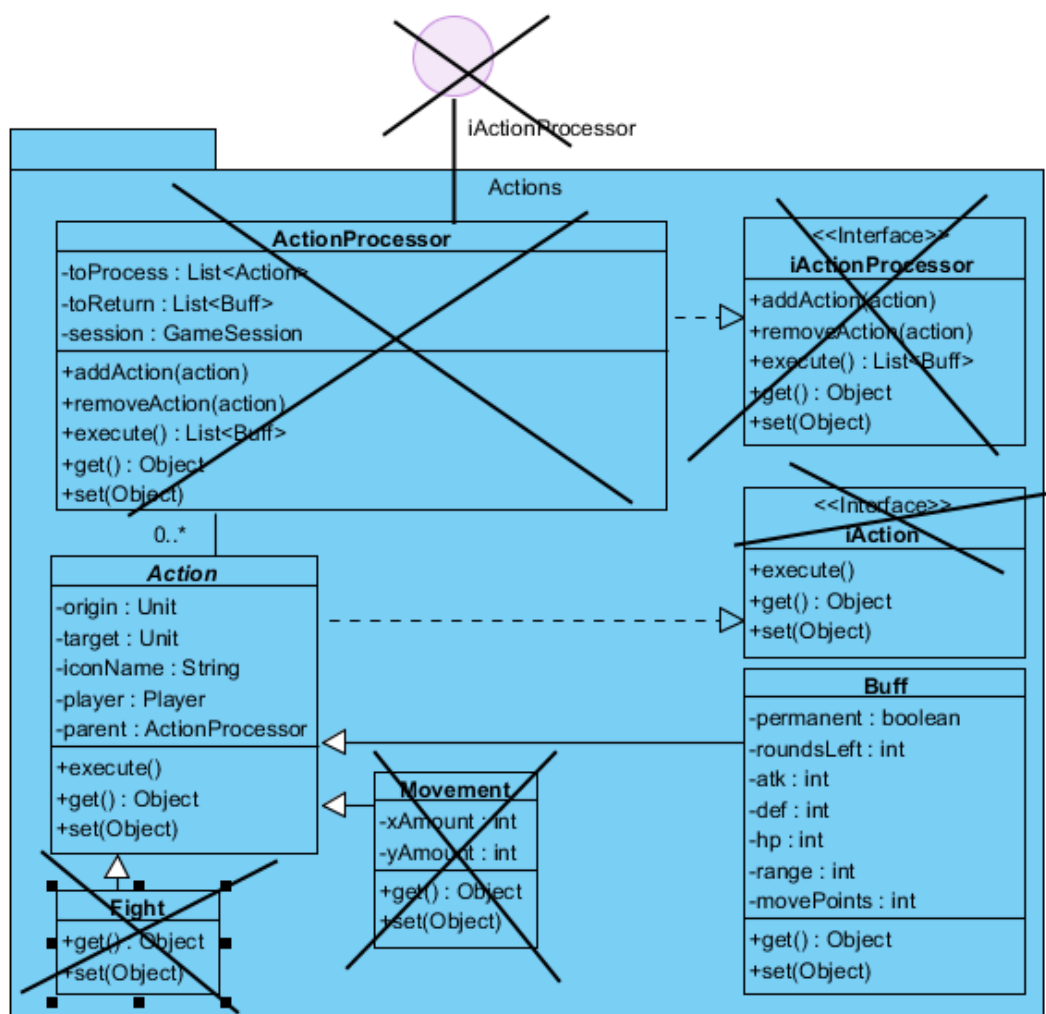 iActionProcessor
Actions
ActionProcessor
-toProcess : List<Action>
-toReturn : List<Buff>
-session : GameSession
+addAction(action)
+removeAction(action)
+execute() : List<Buff>
+get() : Object
+set(Object)
<<Interface>>
iActionProcessor
+addAction(action)
+removeAction(action)
+execute() : List<Buff>
+get() : Object
+set(Object)
<<Interface>>
iAction
+execute()
+get() : Object
+set(Object)
0..*
Action
-origin : Unit
-target : Unit
-iconName : String
-player : Player
-parent : ActionProcessor
+execute()
+get() : Object
+set(Object)
Buff
-permanent : boolean
-roundsLeft : int
-atk : int
-def : int
-hp : int
-range : int
-movePoints : int
+get() : Object
+set(Object)
Movement
-xAmount : int
-yAmount : int
+get() : Object
+set(Object)
Fight
+get() : Object
+set(Object)